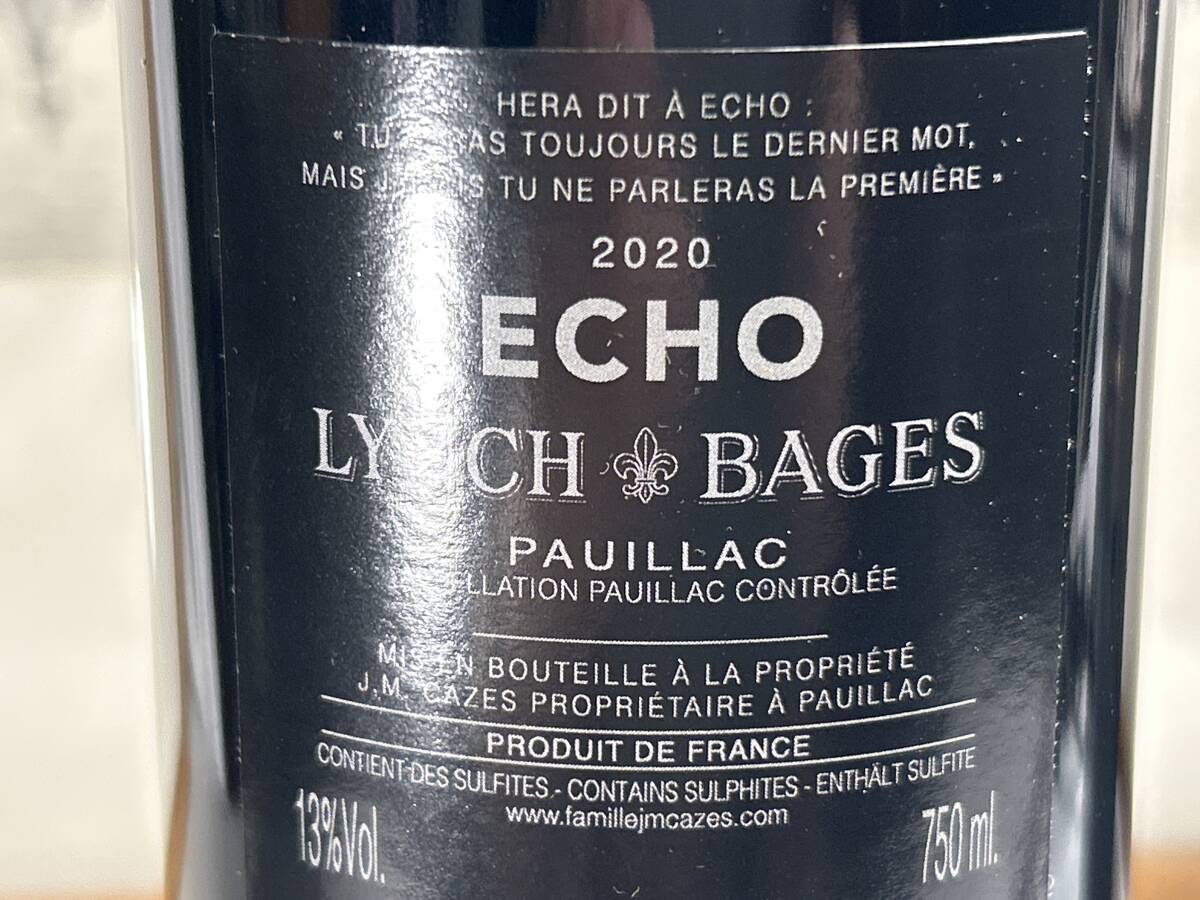 HERA DIT À ECHO :
« TU AS TOUJOURS LE DERNIER MOT,
MAIS TU NE PARLERAS LA PREMIÈRE »
2020
ECHO
LYNCH BAGES
PAUILLAC
APPELLATION PAUILLAC CONTRÔLÉE
MIS EN BOUTEILLE À LA PROPRIÉTÉ
J.M. CAZES PROPRIÉTAIRE À PAUILLAC
PRODUIT DE FRANCE
CONTIENT DES SULFITES - CONTAINS SULPHITES - ENTHÄLT SULFITE
www.famillejmcazes.com
13%Vol. 750 ml.